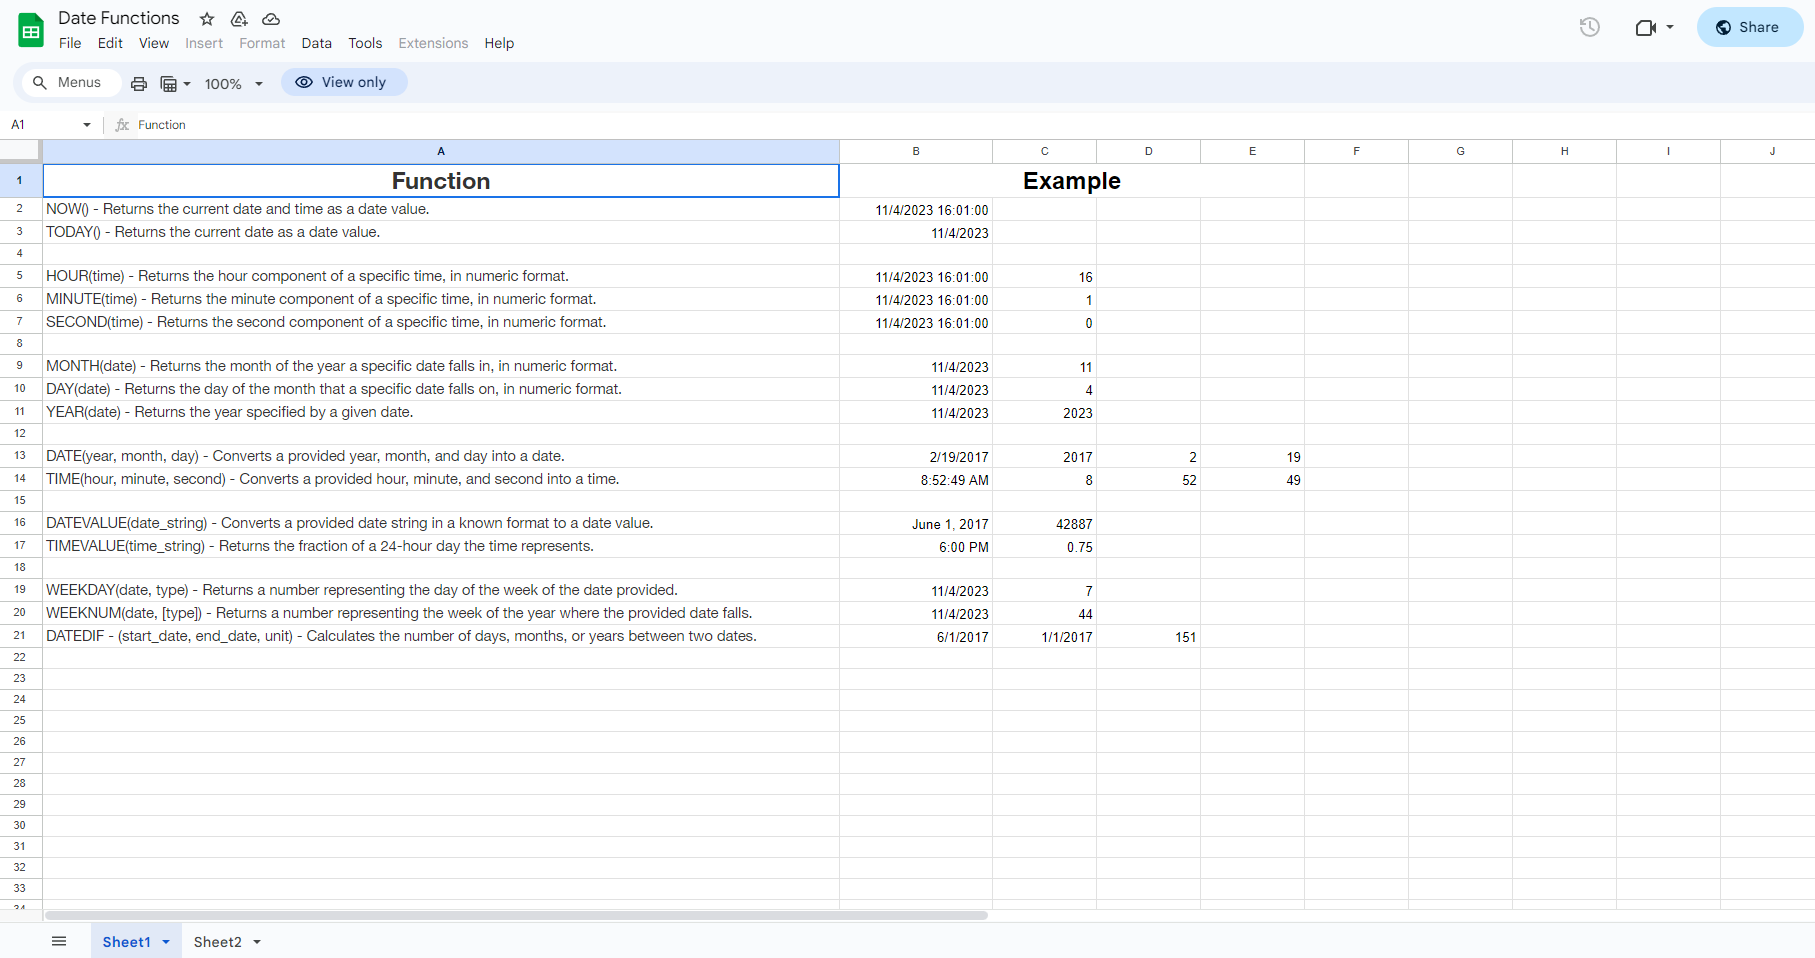 Date Functions
File Edit View Insert Format Data Tools Extensions Help
Share
Menus 100% View only
A1 fx Function
A B C D E F G H I J
1 Function Example
2 NOW() - Returns the current date and time as a date value. 11/4/2023 16:01:00
3 TODAY() - Returns the current date as a date value. 11/4/2023
4
5 HOUR(time) - Returns the hour component of a specific time, in numeric format. 11/4/2023 16:01:00 16
6 MINUTE(time) - Returns the minute component of a specific time, in numeric format. 11/4/2023 16:01:00 1
7 SECOND(time) - Returns the second component of a specific time, in numeric format. 11/4/2023 16:01:00 0
8
9 MONTH(date) - Returns the month of the year a specific date falls in, in numeric format. 11/4/2023 11
10 DAY(date) - Returns the day of the month that a specific date falls on, in numeric format. 11/4/2023 4
11 YEAR(date) - Returns the year specified by a given date. 11/4/2023 2023
12
13 DATE(year, month, day) - Converts a provided year, month, and day into a date. 2/19/2017 2017 2 19
14 TIME(hour, minute, second) - Converts a provided hour, minute, and second into a time. 8:52:49 AM 8 52 49
15
16 DATEVALUE(date_string) - Converts a provided date string in a known format to a date value. June 1, 2017 42887
17 TIMEVALUE(time_string) - Returns the fraction of a 24-hour day the time represents. 6:00 PM 0.75
18
19 WEEKDAY(date, type) - Returns a number representing the day of the week of the date provided. 11/4/2023 7
20 WEEKNUM(date, [type]) - Returns a number representing the week of the year where the provided date falls. 11/4/2023 44
21 DATEDIF - (start_date, end_date, unit) - Calculates the number of days, months, or years between two dates. 6/1/2017 1/1/2017 151
22
23
24
25
26
27
28
29
30
31
32
33
34
Sheet1 Sheet2